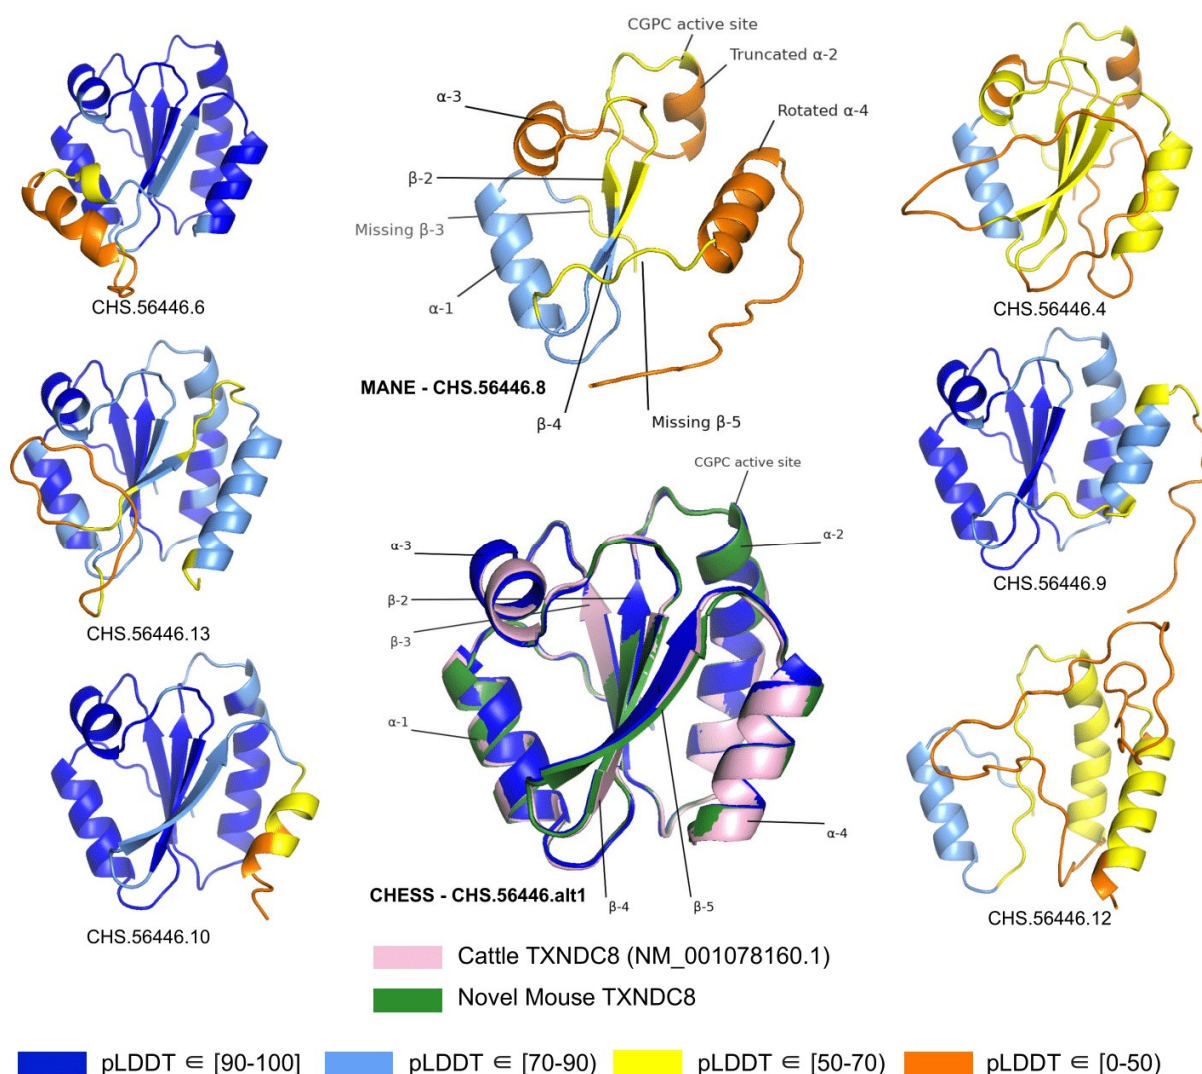 CGPC active site
Truncated α-2
α-3
Rotated α-4
β-2
Missing β-3
α-1
CHS.56446.6
CHS.56446.4
MANE - CHS.56446.8
β-4
Missing β-5
CGPC active site
α-3
α-2
β-2
β-3
CHS.56446.13
CHS.56446.9
α-1
α-4
CHESS - CHS.56446.alt1
β-4
β-5
CHS.56446.10
CHS.56446.12
Cattle TXNDC8 (NM_001078160.1)
Novel Mouse TXNDC8
pLDDT ∈ [90-100]
pLDDT ∈ [70-90)
pLDDT ∈ [50-70)
pLDDT ∈ [0-50)